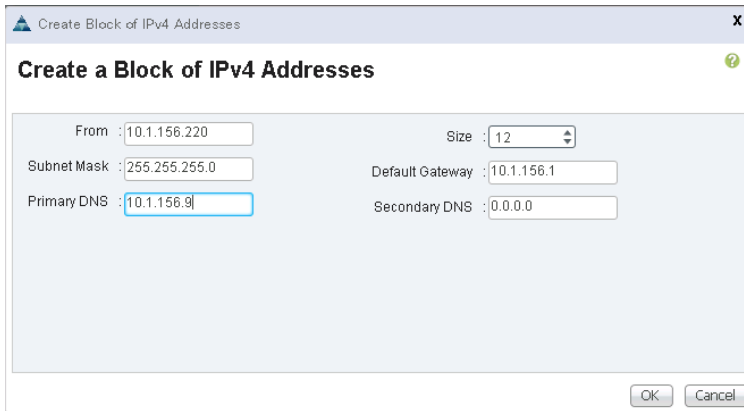 Create Block of IPv4 Addresses x
Create a Block of IPv4 Addresses ?
From : 10.1.156.220 Size : 12
Subnet Mask : 255.255.255.0 Default Gateway : 10.1.156.1
Primary DNS : 10.1.156.9 Secondary DNS : 0.0.0.0
OK Cancel